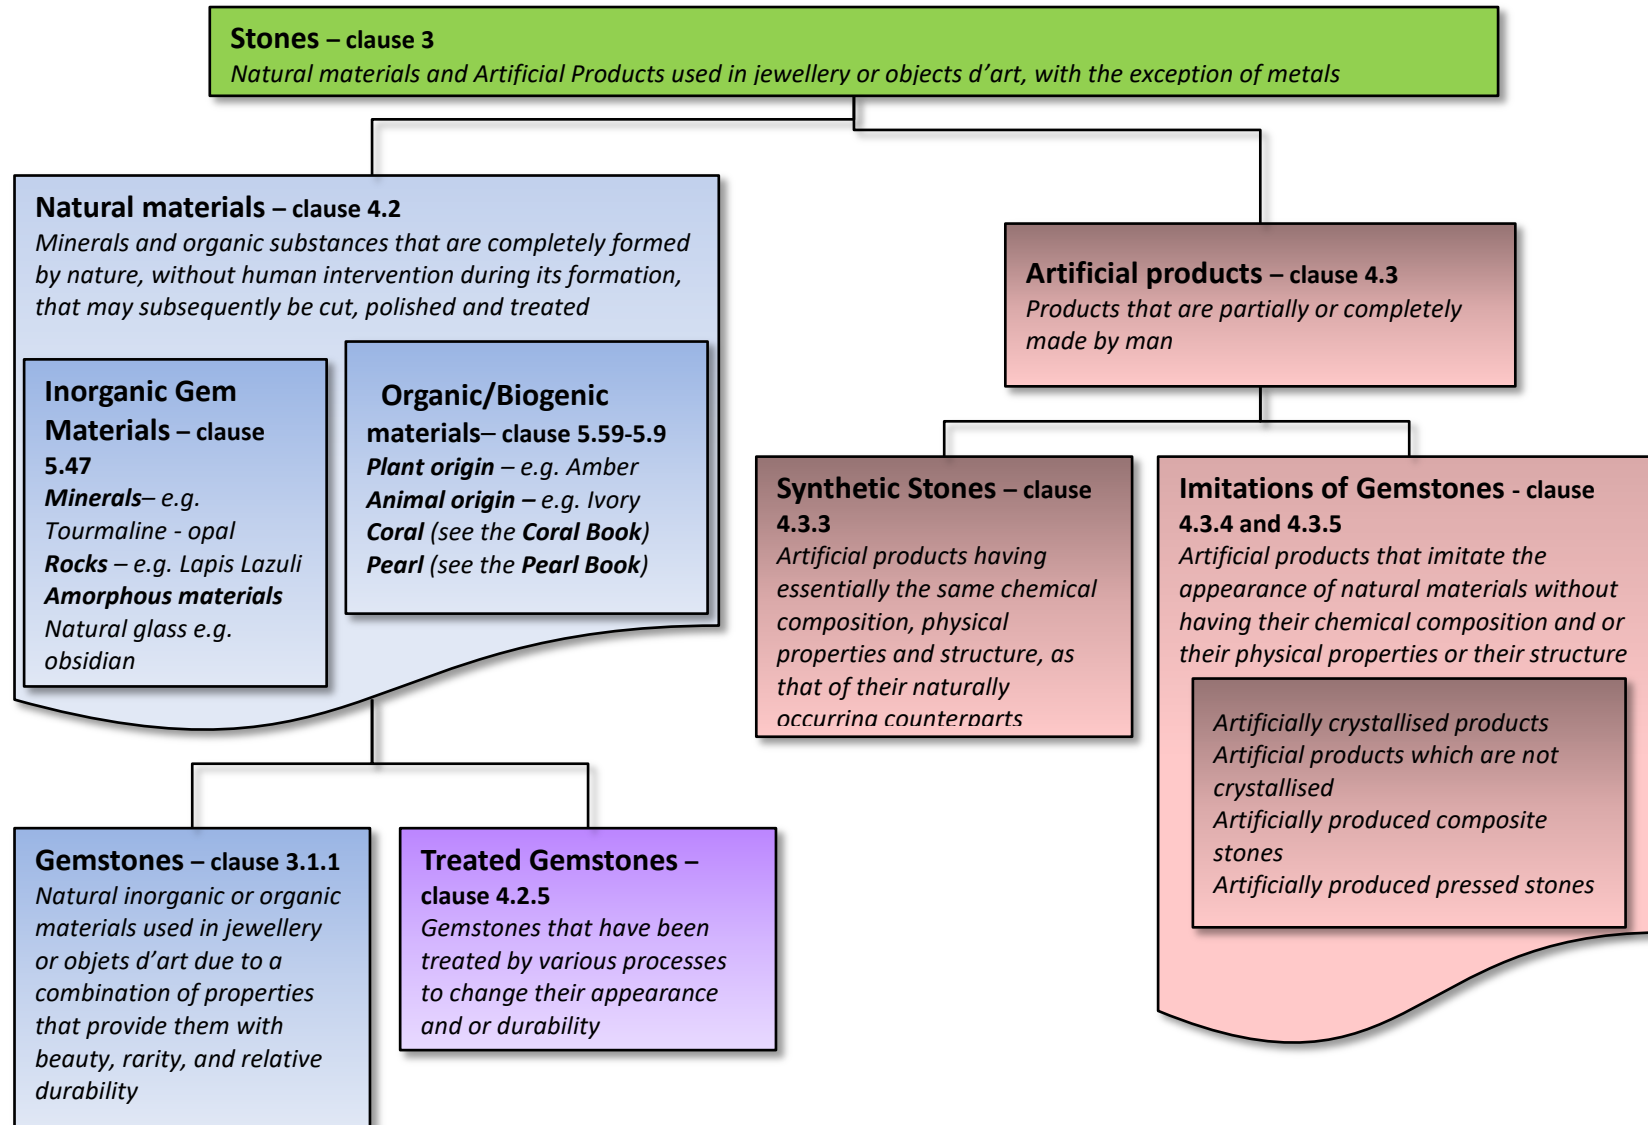 Stones – clause 3
Natural materials and Artificial Products used in jewellery or objects d’art, with the exception of metals
Natural materials – clause 4.2
Minerals and organic substances that are completely formed
by nature, without human intervention during its formation,
that may subsequently be cut, polished and treated
Inorganic Gem
Materials – clause
5.47
Minerals– e.g.
Tourmaline - opal
Rocks – e.g. Lapis Lazuli
Amorphous materials
Natural glass e.g.
obsidian
Organic/Biogenic
materials– clause 5.59-5.9
Plant origin – e.g. Amber
Animal origin – e.g. Ivory
Coral (see the Coral Book)
Pearl (see the Pearl Book)
Artificial products – clause 4.3
Products that are partially or completely
made by man
Synthetic Stones – clause
4.3.3
Artificial products having
essentially the same chemical
composition, physical
properties and structure, as
that of their naturally
occurring counterparts
Imitations of Gemstones - clause
4.3.4 and 4.3.5
Artificial products that imitate the
appearance of natural materials without
having their chemical composition and or
their physical properties or their structure
Artificially crystallised products
Artificial products which are not
crystallised
Artificially produced composite
stones
Artificially produced pressed stones
Gemstones – clause 3.1.1
Natural inorganic or organic
materials used in jewellery
or objets d’art due to a
combination of properties
that provide them with
beauty, rarity, and relative
durability
Treated Gemstones –
clause 4.2.5
Gemstones that have been
treated by various processes
to change their appearance
and or durability